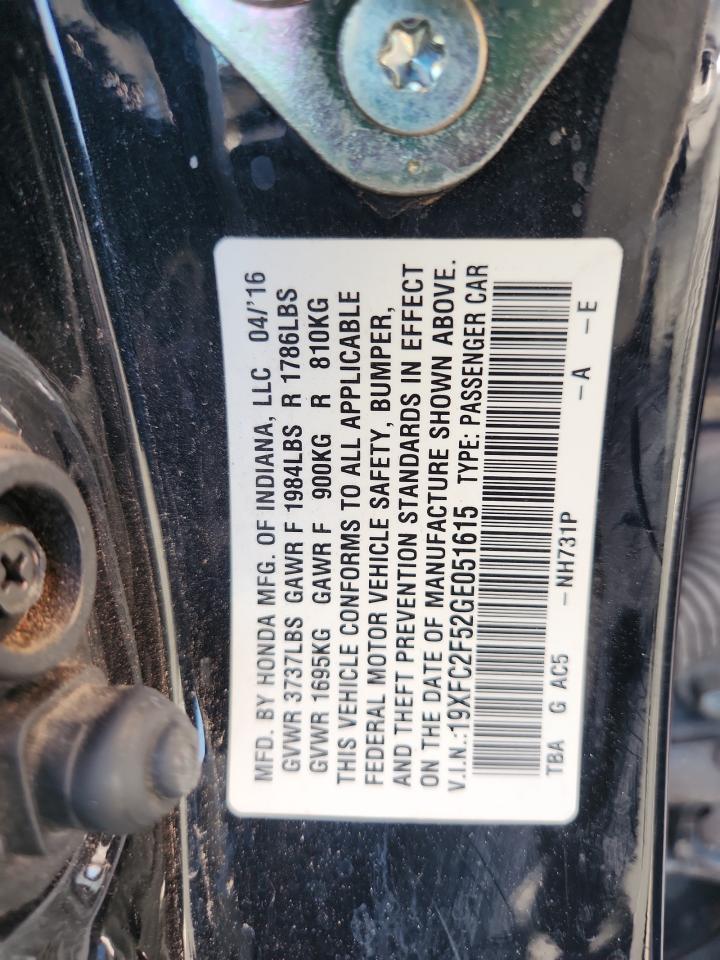 MFD. BY HONDA MFG. OF INDIANA, LLC 04/'16
GVWR 3737LBS GAWR F 1984LBS R 1786LBS
GVWR 1695KG GAWR F 900KG R 810KG
THIS VEHICLE CONFORMS TO ALL APPLICABLE
FEDERAL MOTOR VEHICLE SAFETY, BUMPER,
AND THEFT PREVENTION STANDARDS IN EFFECT
ON THE DATE OF MANUFACTURE SHOWN ABOVE.
V.I.N.:19XFC2F52GE051615 TYPE: PASSENGER CAR
TBA G AC5 -NH731P -A -E